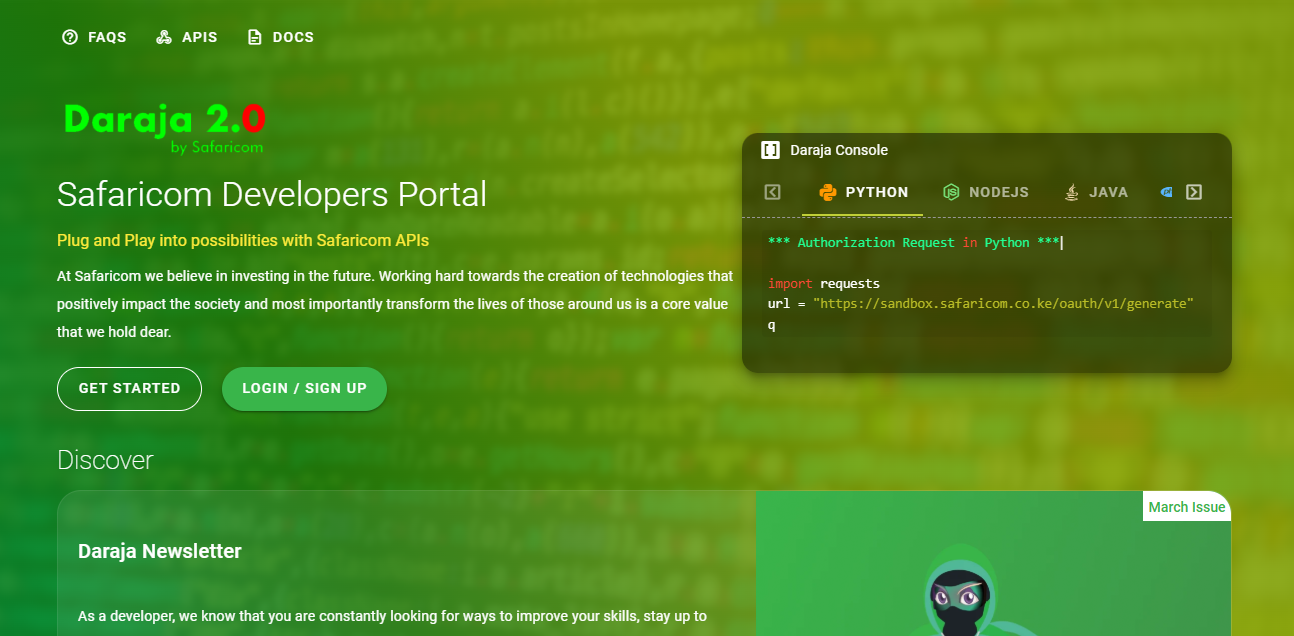 FAQS APIS DOCS
Daraja 2.0
by Safaricom
Safaricom Developers Portal
Plug and Play into possibilities with Safaricom APIs
At Safaricom we believe in investing in the future. Working hard towards the creation of technologies that
positively impact the society and most importantly transform the lives of those around us is a core value
that we hold dear.
GET STARTED
LOGIN / SIGN UP
Daraja Console
PYTHON NODEJS JAVA
*** Authorization Request in Python ***
import requests
url = "https://sandbox.safaricom.co.ke/oauth/v1/generate"
q
Discover
Daraja Newsletter
As a developer, we know that you are constantly looking for ways to improve your skills, stay up to
March Issue